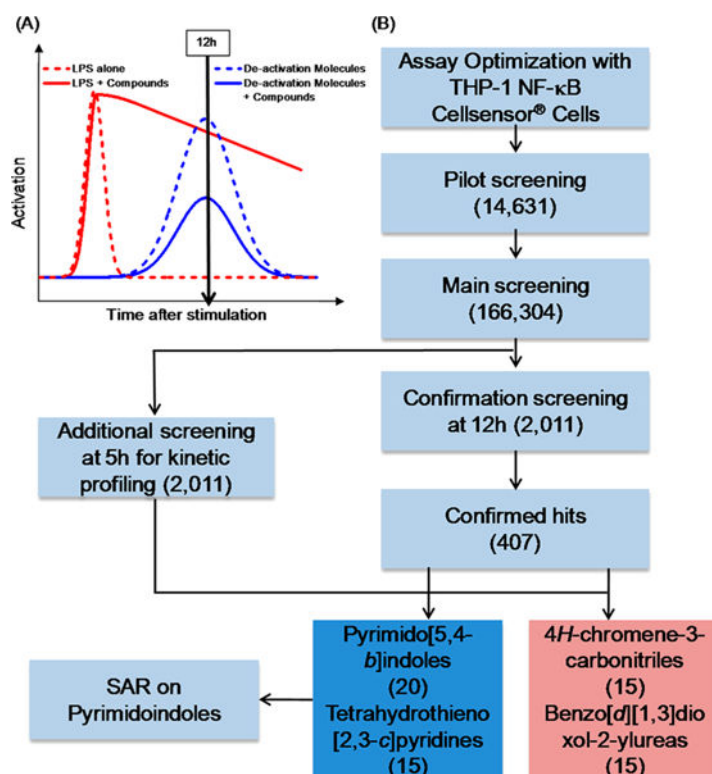 (A)
12h
LPS alone
LPS + Compounds
De-activation Molecules
De-activation Molecules
+ Compounds
Activation
Time after stimulation
(B)
Assay Optimization with
THP-1 NF-κB
Cellsensor® Cells
Pilot screening
(14,631)
Main screening
(166,304)
Additional screening
at 5h for kinetic
profiling (2,011)
Confirmation screening
at 12h (2,011)
Confirmed hits
(407)
SAR on
Pyrimidoindoles
Pyrimido[5,4-
b]indoles
(20)
Tetrahydrothieno
[2,3-c]pyridines
(15)
4H-chromene-3-
carbonitriles
(15)
Benzo[d][1,3]dio
xol-2-ylureas
(15)